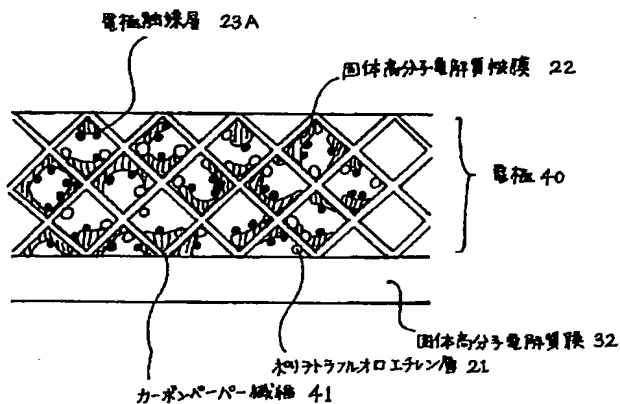 電極触媒層 23A
固体高分子電解質被膜 22
電極 40
固体高分子電解質膜 32
ポリテトラフルオロエチレン層 21
カーボンペーパー繊維 41